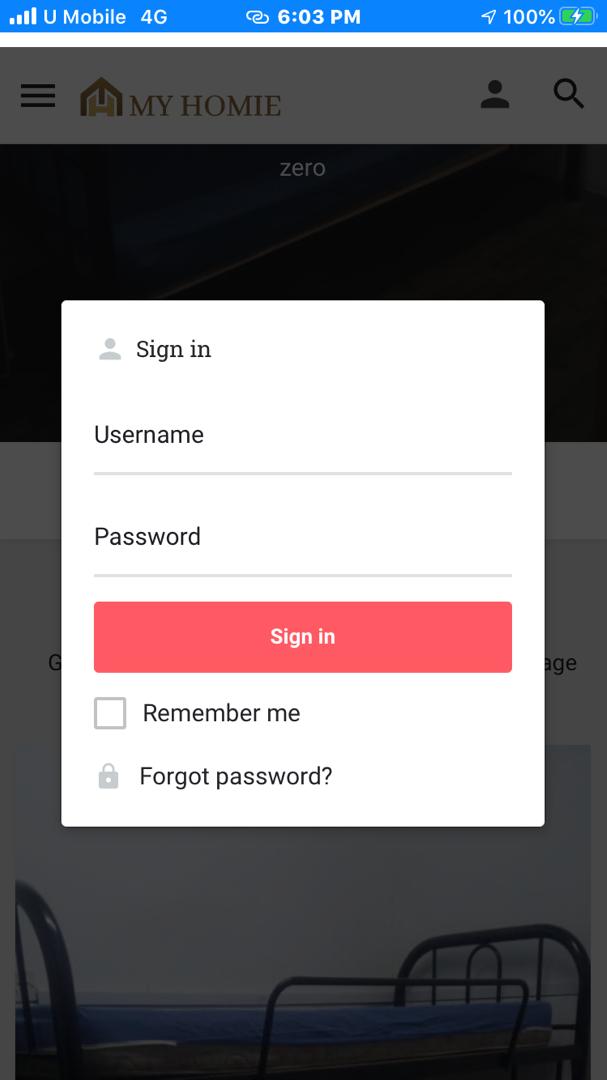 U Mobile 4G 6:03 PM 100%
MY HOMIE
zero
Sign in
Username
Password
Sign in
G age
Remember me
Forgot password?